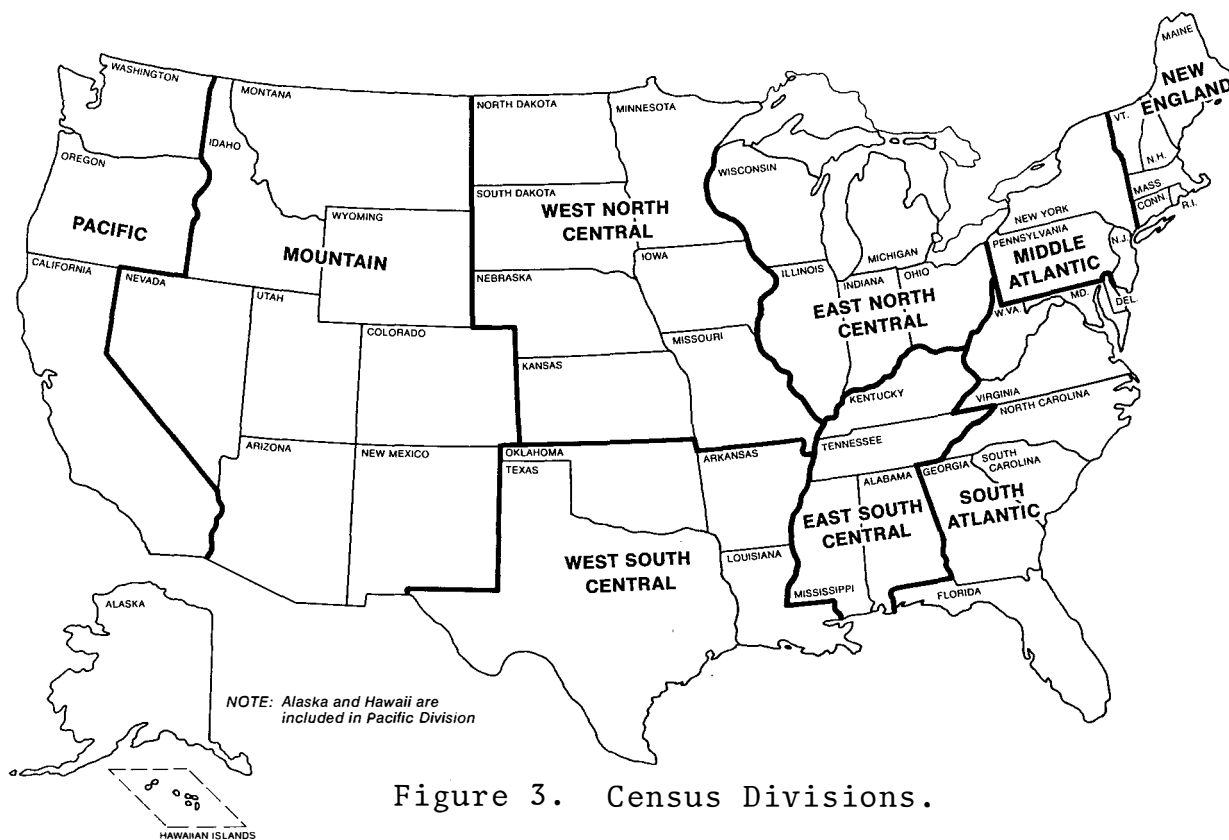 MAINE
NEW
ENGLAND
WASHINGTON
MONTANA
NORTH DAKOTA
MINNESOTA
VT.
IDAHO
OREGON
WISCONSIN
N.H.
SOUTH DAKOTA
MASS.
CONN.
R.I.
WEST NORTH
CENTRAL
WYOMING
PACIFIC
NEW YORK
MOUNTAIN
MICHIGAN
PENNSYLVANIA
N.J.
MIDDLE
ATLANTIC
CALIFORNIA
NEVADA
UTAH
NEBRASKA
IOWA
ILLINOIS
INDIANA
OHIO
EAST NORTH
CENTRAL
MD.
DEL.
W.VA.
COLORADO
KANSAS
MISSOURI
KENTUCKY
VIRGINIA
NORTH CAROLINA
ARIZONA
NEW MEXICO
OKLAHOMA
TEXAS
ARKANSAS
TENNESSEE
ALABAMA
GEORGIA
SOUTH
CAROLINA
SOUTH
ATLANTIC
EAST SOUTH
CENTRAL
WEST SOUTH
CENTRAL
LOUISIANA
MISSISSIPPI
FLORIDA
ALASKA
NOTE: Alaska and Hawaii are
included in Pacific Division
HAWAIIAN ISLANDS
Figure 3. Census Divisions.